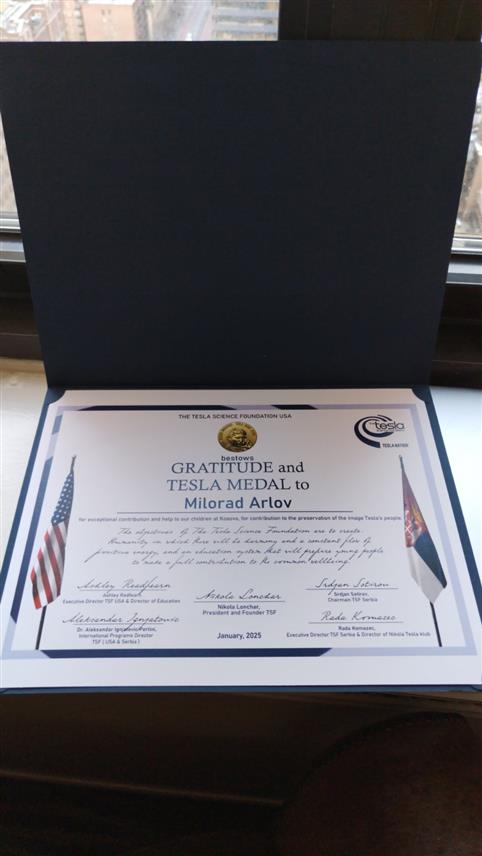 THE TESLA SCIENCE FOUNDATION USA
tesla
TESLA NATION
bestows
GRATITUDE and
TESLA MEDAL to
Milorad Arlov
for exceptional contribution and help to our children at Kosovo, for contribution to the preservation of the image Tesla's people.
The objectives Of The Tesla Science Foundation are to create
Humanity in which there will be harmony and a constant flow of
positive energy, and an education system that will prepare young people
to make a full contribution to the common wellbeing.
Ashley Redfearn
Executive Director TSF USA & Director of Education
Nikola Lonchar
Nikola Lonchar,
President and Founder TSF
Srdjan Sotirov
Srdjan Sotirov,
Chairman TSF Serbia
Aleksandar Ignjatovic
Dr. Aleksandar
International Programs Director
TSF ( USA & Serbia )
January, 2025
Rada Komazec
Rada Komazec,
Executive Director TSF Serbia & Director of Nikola Tesla klub